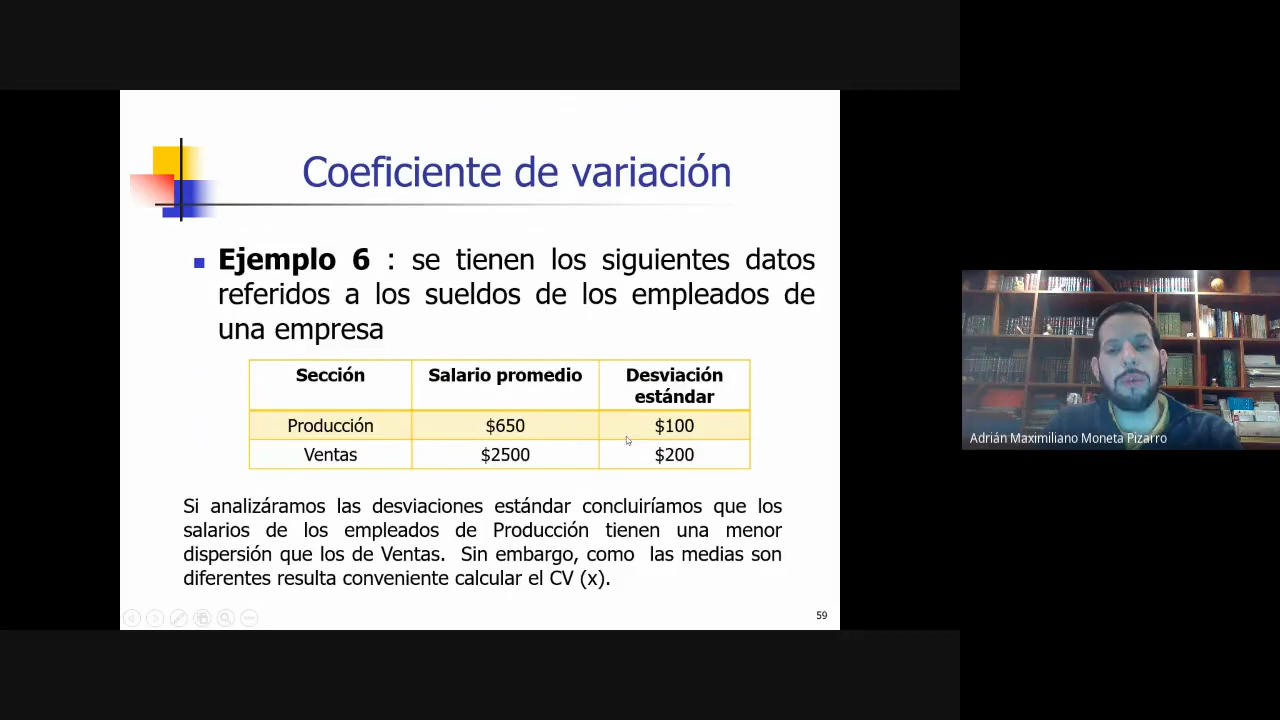 Coeficiente de variación
Ejemplo 6 : se tienen los siguientes datos
referidos a los sueldos de los empleados de
una empresa
Sección Salario promedio Desviación
estándar
Producción $650 $100
Ventas $2500 $200
Si analizáramos las desviaciones estándar concluiríamos que los
salarios de los empleados de Producción tienen una menor
dispersión que los de Ventas. Sin embargo, como las medias son
diferentes resulta conveniente calcular el CV (x).
59
Adrián Maximiliano Moneta Pizarro